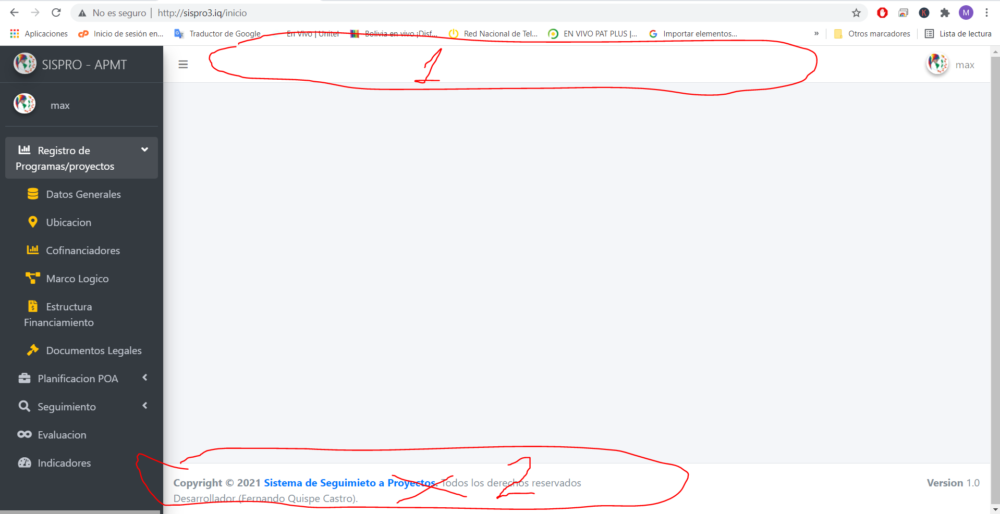 No es seguro | http://sispro3.iq/inicio
M
Aplicaciones
Inicio de sesión en...
Traductor de Google
En Vivo | Unitel
Bolivia en vivo ¡Disf...
Red Nacional de Tel...
EN VIVO PAT PLUS |...
Importar elementos...
»
Otros marcadores
Lista de lectura
SISPRO - APMT
1
max
max
Registro de
Programas/proyectos
Datos Generales
Ubicacion
Cofinanciadores
Marco Logico
Estructura
Financiamiento
Documentos Legales
Planificacion POA
Seguimiento
Evaluacion
Indicadores
2
Copyright © 2021 Sistema de Seguimieto a Proyectos. Todos los derechos reservados
Version 1.0
Desarrollador (Fernando Quispe Castro).